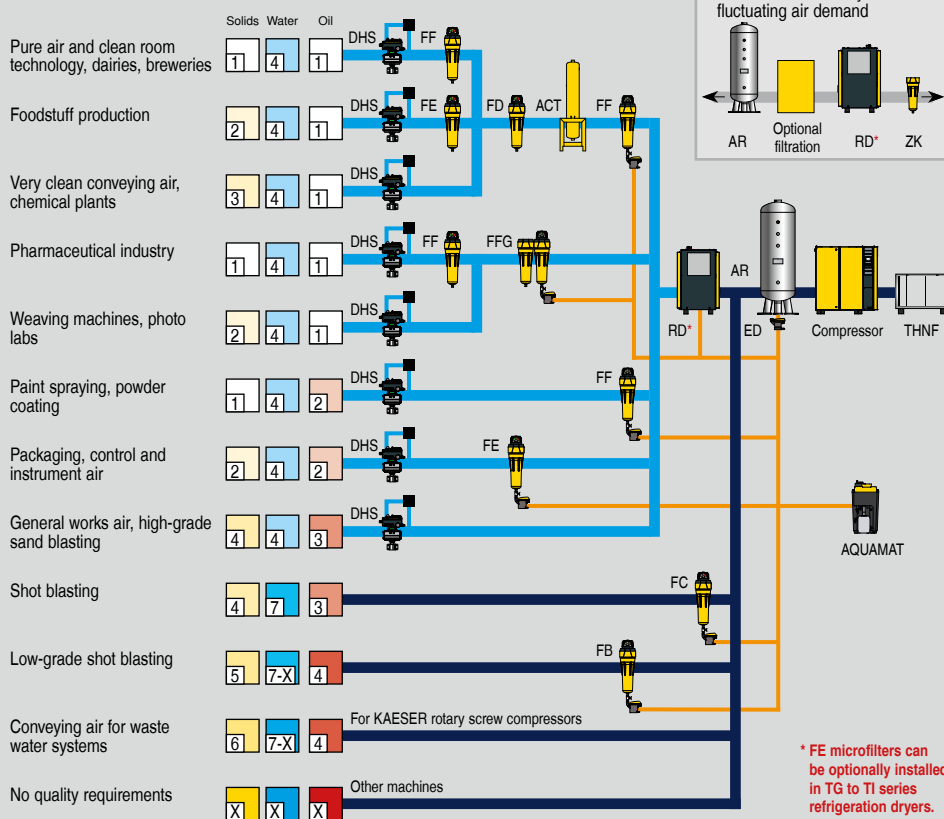 fluctuating air demand
AR
Optional
filtration
RD*
ZK
Solids Water Oil
Pure air and clean room
technology, dairies, breweries
1 4 1
DHS
FF
Foodstuff production
2 4 1
DHS
FE
FD
ACT
FF
Very clean conveying air,
chemical plants
3 4 1
DHS
Pharmaceutical industry
1 4 1
DHS
FF
FFG
Weaving machines, photo
labs
2 4 1
DHS
RD*
AR
ED
Compressor
THNF
Paint spraying, powder
coating
1 4 2
DHS
FF
Packaging, control and
instrument air
2 4 2
DHS
FE
General works air, high-grade
sand blasting
4 4 3
DHS
AQUAMAT
Shot blasting
4 7 3
FC
Low-grade shot blasting
5 7-X 4
FB
Conveying air for waste
water systems
6 7-X 4
For KAESER rotary screw compressors
No quality requirements
X X X
Other machines
* FE microfilters can
be optionally installed
in TG to TI series
refrigeration dryers.